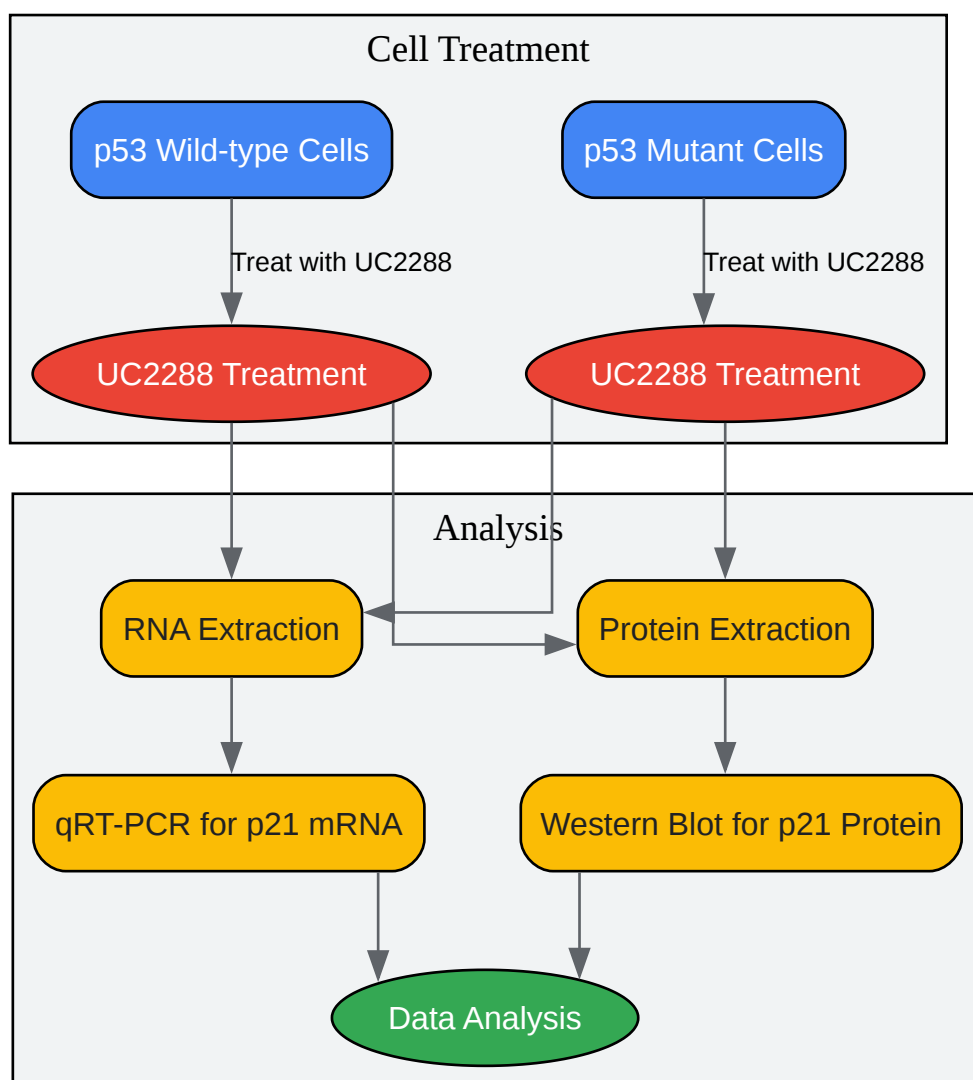 Cell Treatment
p53 Wild-type Cells
p53 Mutant Cells
Treat with UC2288
Treat with UC2288
UC2288 Treatment
UC2288 Treatment
Analysis
RNA Extraction
Protein Extraction
qRT-PCR for p21 mRNA
Western Blot for p21 Protein
Data Analysis